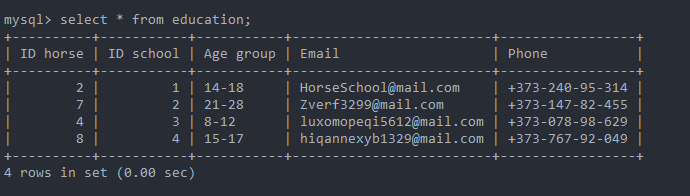 mysql> select * from education;
+----------+-----------+-----------+-------------------------+-----------------+
| ID horse | ID school | Age group | Email                   | Phone           |
+----------+-----------+-----------+-------------------------+-----------------+
|        2 |         1 | 14-18     | HorseSchool@mail.com    | +373-240-95-314 |
|        7 |         2 | 21-28     | Zverf3299@mail.com      | +373-147-82-455 |
|        4 |         3 | 8-12      | luxomopeqi5612@mail.com | +373-078-98-629 |
|        8 |         4 | 15-17     | hiqannexyb1329@mail.com | +373-767-92-049 |
+----------+-----------+-----------+-------------------------+-----------------+
4 rows in set (0.00 sec)